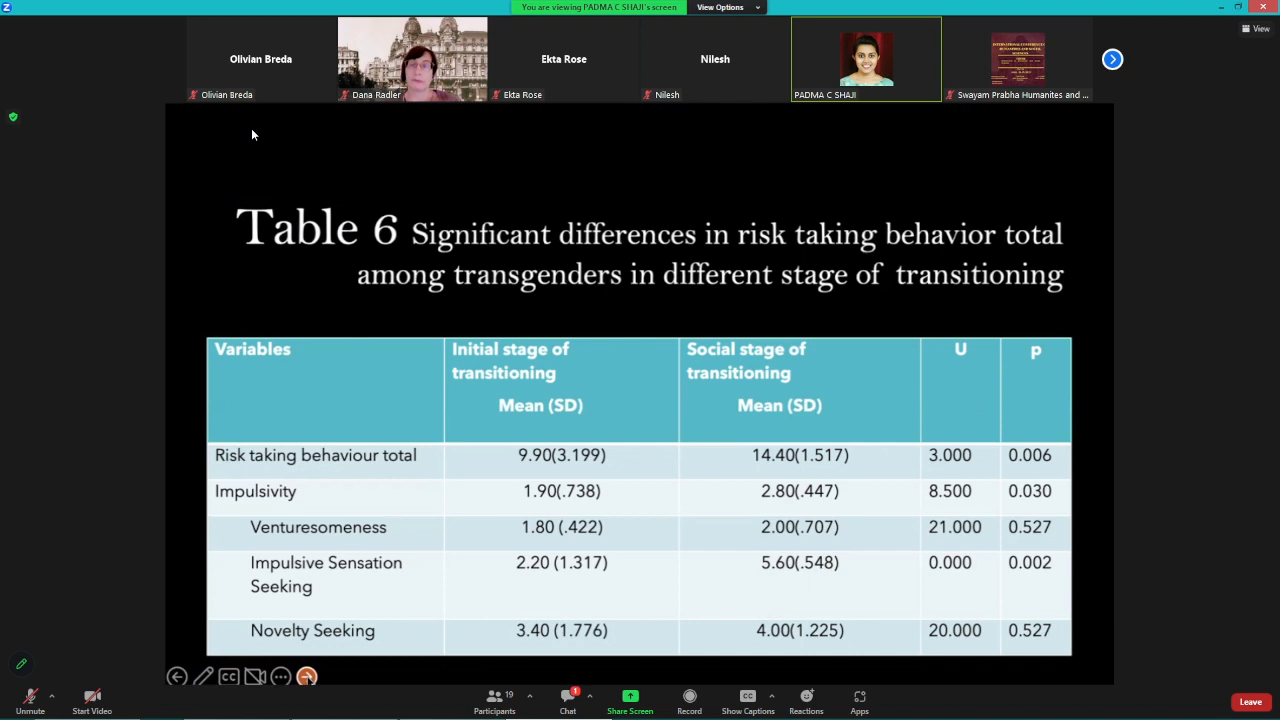 You are viewing PADMA C SHAJI's screen
View Options
View
Olivian Breda
Ekta Rose
Nilesh
Olivian Breda
Dana Radler
Ekta Rose
Nilesh
PADMA C SHAJI
Swayam Prabha Humanites and ...
Table 6 Significant differences in risk taking behavior total
among transgenders in different stage of transitioning
Variables
Initial stage of
transitioning
Mean (SD)
Social stage of
transitioning
Mean (SD)
U
p
Risk taking behaviour total 9.90(3.199) 14.40(1.517) 3.000 0.006
Impulsivity 1.90(.738) 2.80(.447) 8.500 0.030
Venturesomeness 1.80 (.422) 2.00(.707) 21.000 0.527
Impulsive Sensation 2.20 (1.317) 5.60(.548) 0.000 0.002
Seeking
Novelty Seeking 3.40 (1.776) 4.00(1.225) 20.000 0.527
CC
19
1
CC
Unmute
Start Video
Participants
Chat
Share Screen
Record
Show Captions
Reactions
Apps
Leave